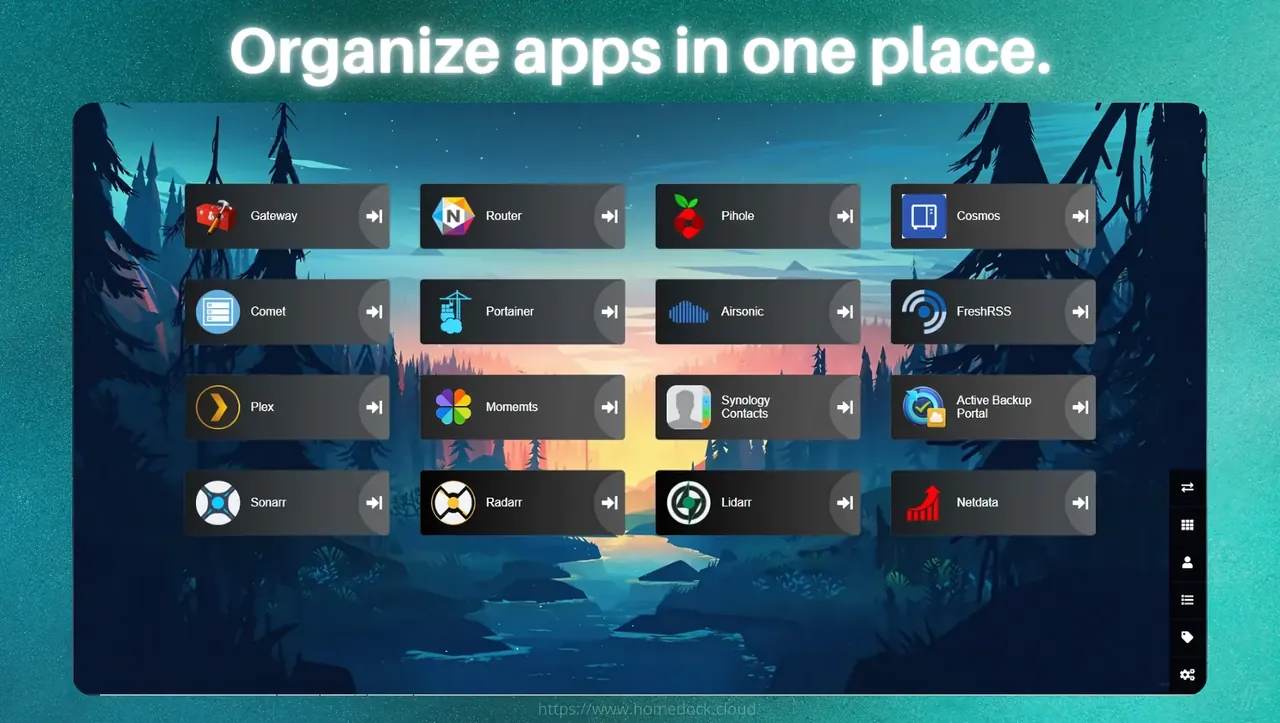 Organize apps in one place.
Gateway
Router
Pihole
Cosmos
Comet
Portainer
Airsonic
FreshRSS
Plex
Momemts
Synology
Contacts
Active Backup
Portal
Sonarr
Radarr
Lidarr
Netdata
https://www.homedock.cloud